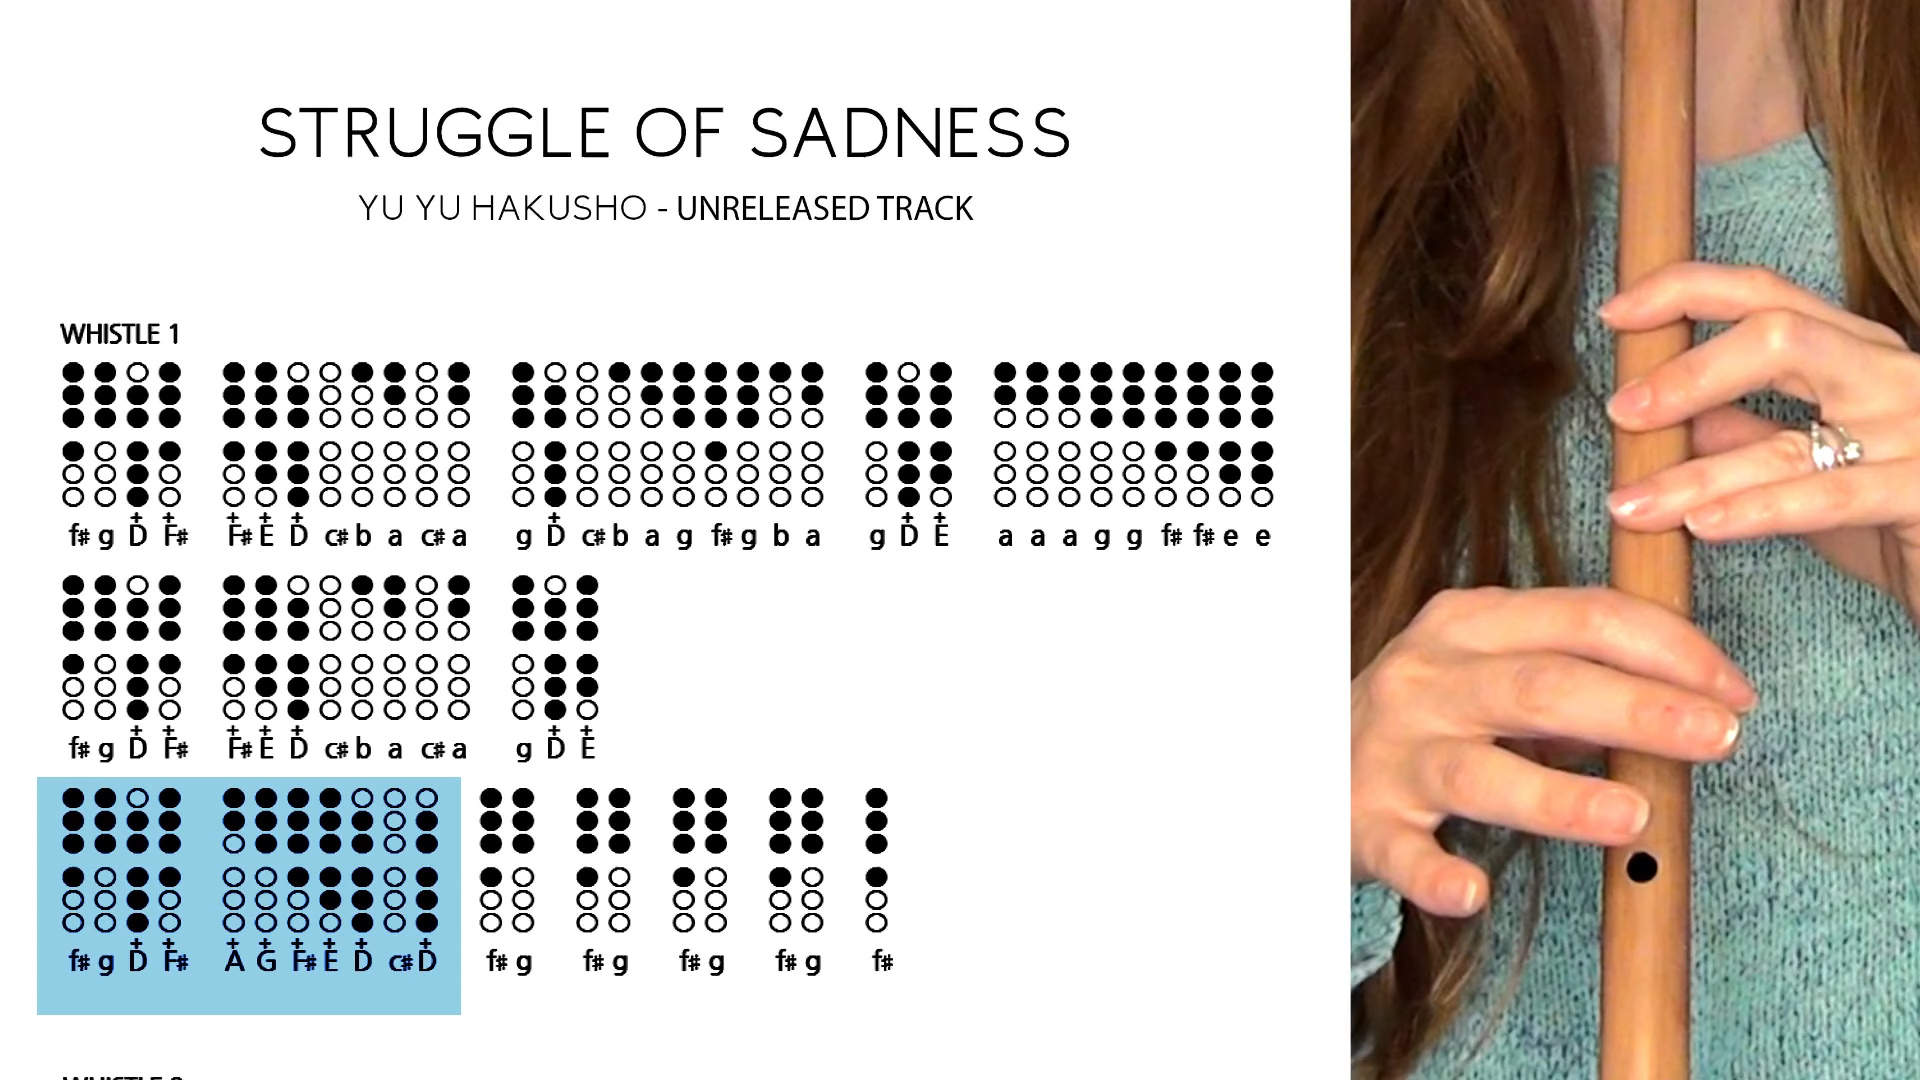 STRUGGLE OF SADNESS
YU YU HAKUSHO - UNRELEASED TRACK
WHISTLE 1
f# g D F# F# E D c# b a c# a g D c# b a g f# g b a g D E a a a g g f# f# e e
f# g D F# F# E D c# b a c# a g D E
f# g D F# A G F# E D c# D f# g f# g f# g f# g f#